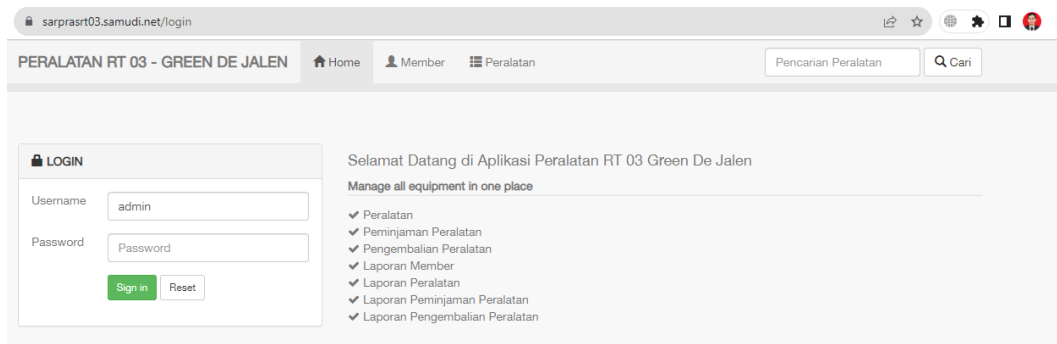 sarprasrt03.samudi.net/login
PERALATAN RT 03 - GREEN DE JALEN Home Member Peralatan Pencarian Peralatan Cari
LOGIN
Username admin
Password Password
Sign in Reset
Selamat Datang di Aplikasi Peralatan RT 03 Green De Jalen
Manage all equipment in one place
Peralatan
Peminjaman Peralatan
Pengembalian Peralatan
Laporan Member
Laporan Peralatan
Laporan Peminjaman Peralatan
Laporan Pengembalian Peralatan